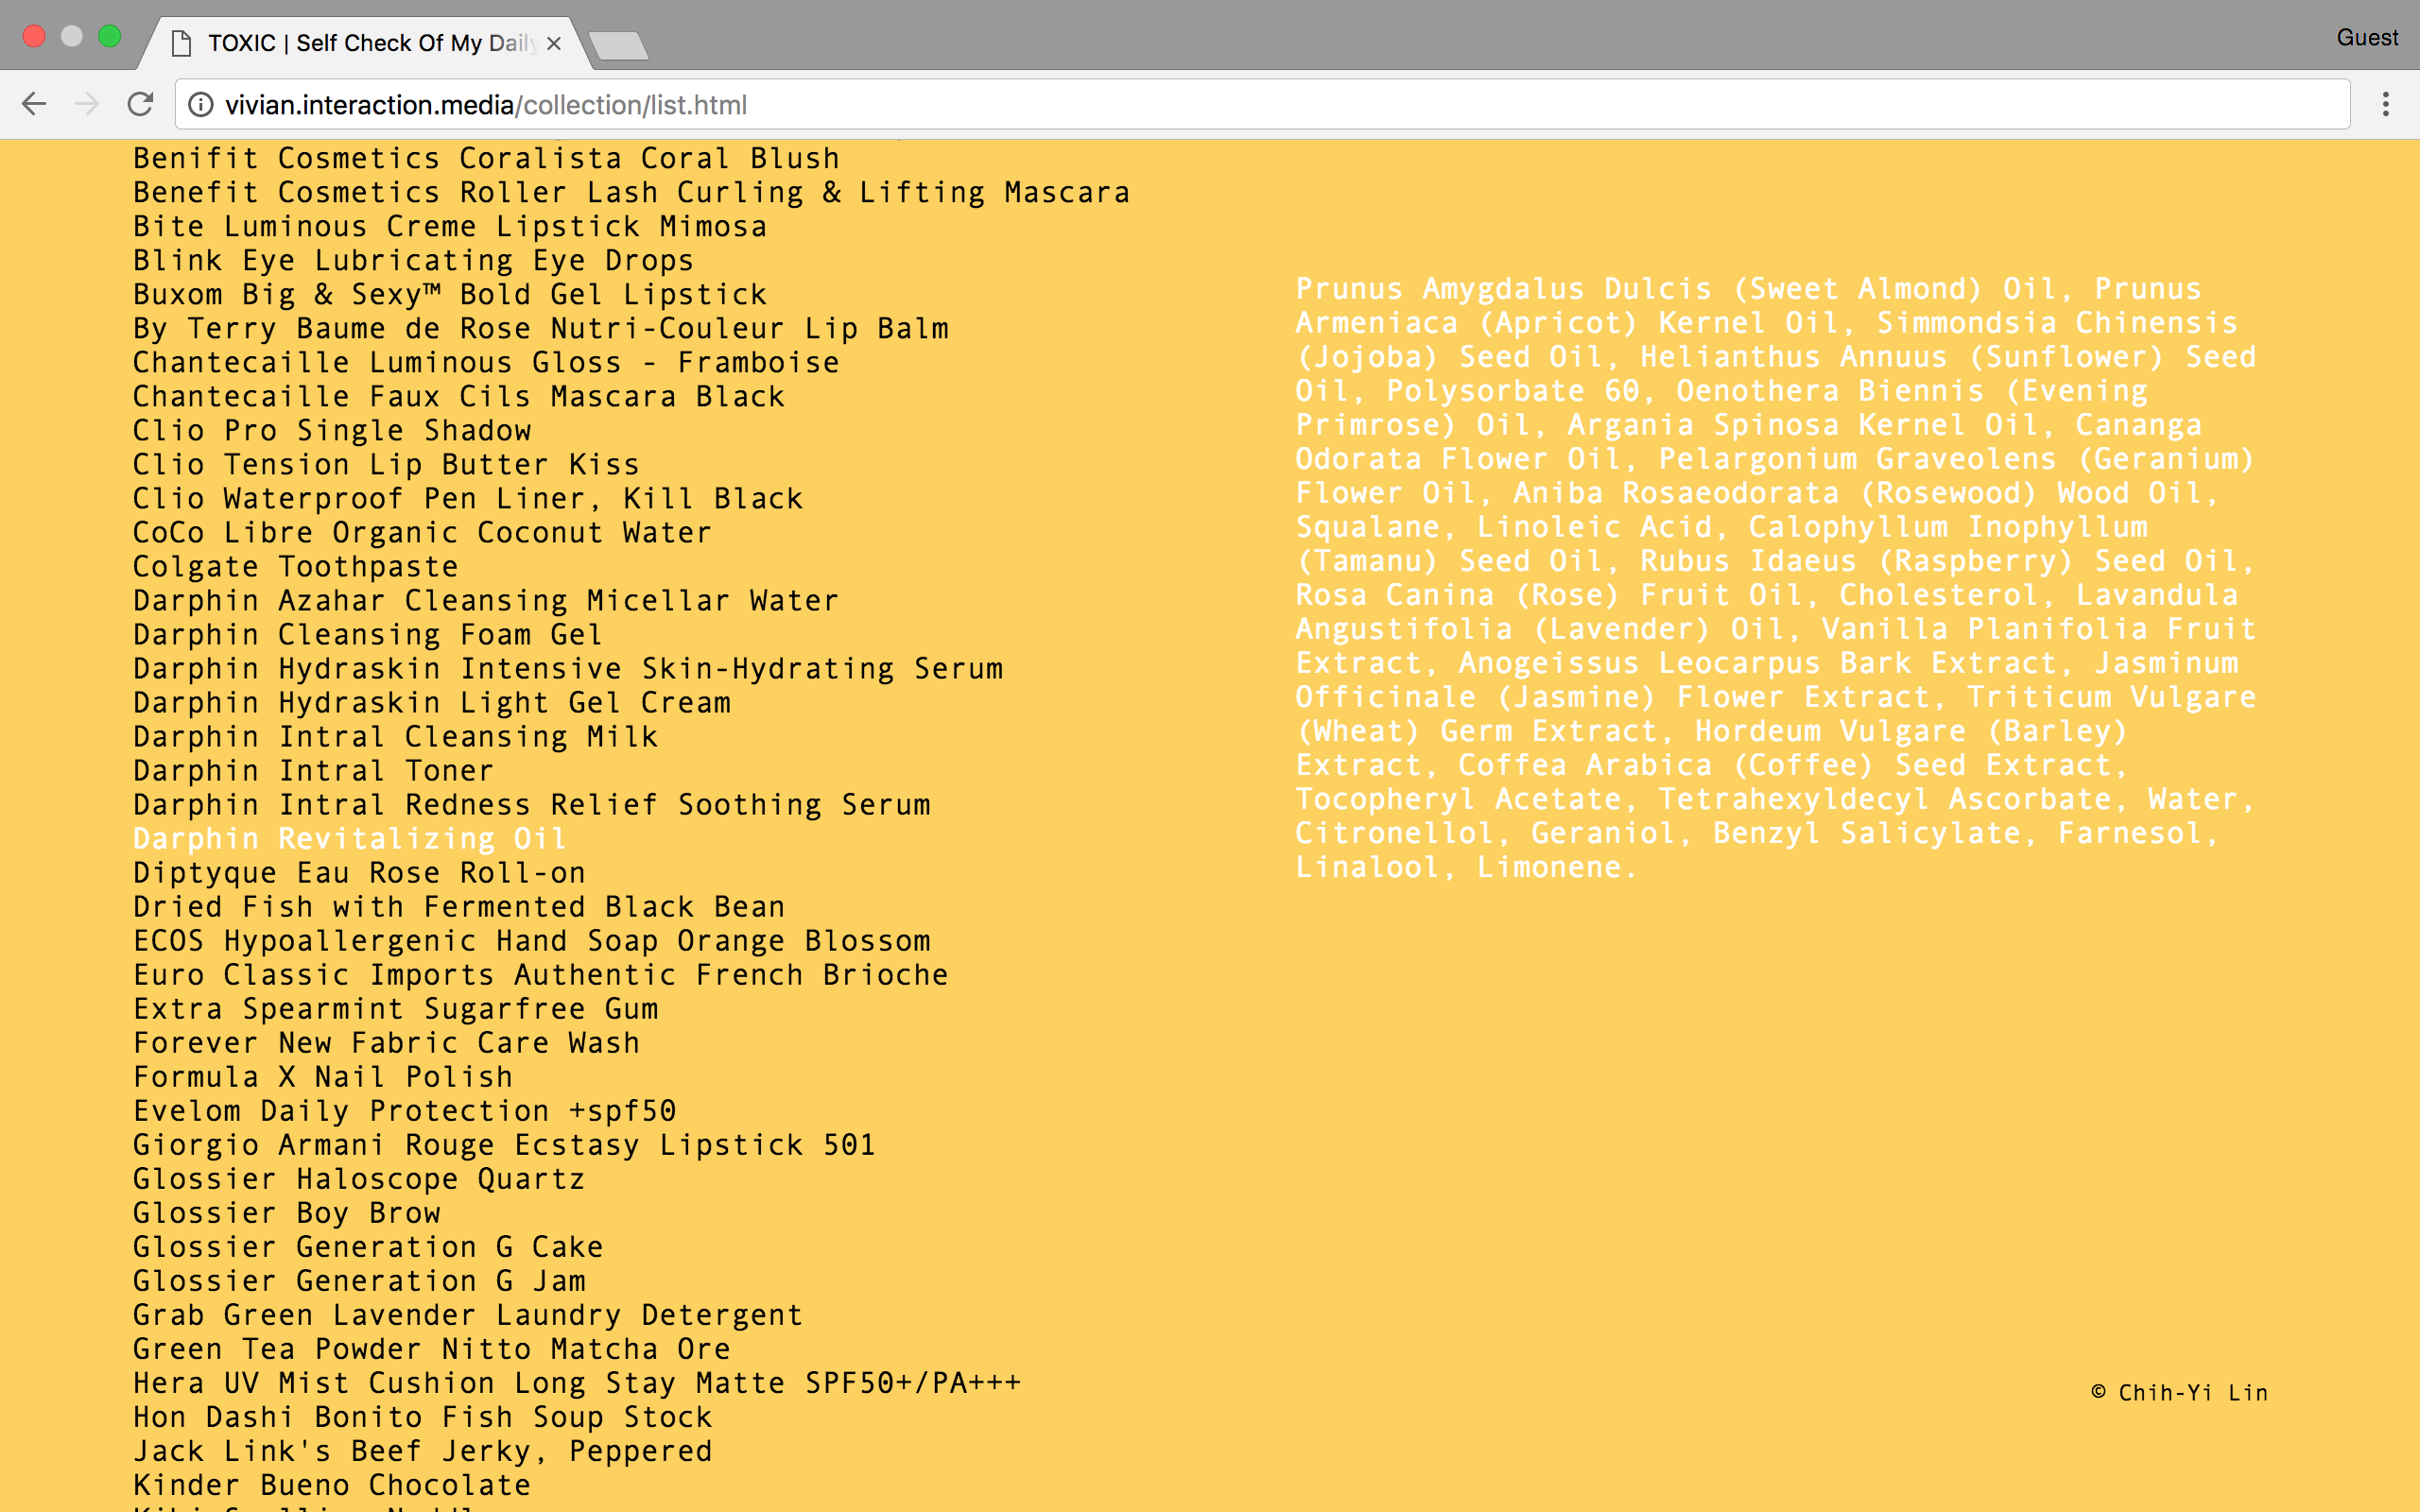 TOXIC | Self Check Of My Daily
Guest
vivian.interaction.media/collection/list.html
Benifit Cosmetics Coralista Coral Blush
Benefit Cosmetics Roller Lash Curling & Lifting Mascara
Bite Luminous Creme Lipstick Mimosa
Blink Eye Lubricating Eye Drops
Buxom Big & Sexy™ Bold Gel Lipstick
By Terry Baume de Rose Nutri-Couleur Lip Balm
Chantecaille Luminous Gloss - Framboise
Chantecaille Faux Cils Mascara Black
Clio Pro Single Shadow
Clio Tension Lip Butter Kiss
Clio Waterproof Pen Liner, Kill Black
CoCo Libre Organic Coconut Water
Colgate Toothpaste
Darphin Azahar Cleansing Micellar Water
Darphin Cleansing Foam Gel
Darphin Hydraskin Intensive Skin-Hydrating Serum
Darphin Hydraskin Light Gel Cream
Darphin Intral Cleansing Milk
Darphin Intral Toner
Darphin Intral Redness Relief Soothing Serum
Darphin Revitalizing Oil
Diptyque Eau Rose Roll-on
Dried Fish with Fermented Black Bean
ECOS Hypoallergenic Hand Soap Orange Blossom
Euro Classic Imports Authentic French Brioche
Extra Spearmint Sugarfree Gum
Forever New Fabric Care Wash
Formula X Nail Polish
Evelom Daily Protection +spf50
Giorgio Armani Rouge Ecstasy Lipstick 501
Glossier Haloscope Quartz
Glossier Boy Brow
Glossier Generation G Cake
Glossier Generation G Jam
Grab Green Lavender Laundry Detergent
Green Tea Powder Nitto Matcha Ore
Hera UV Mist Cushion Long Stay Matte SPF50+/PA+++
Hon Dashi Bonito Fish Soup Stock
Jack Link's Beef Jerky, Peppered
Kinder Bueno Chocolate
Prunus Amygdalus Dulcis (Sweet Almond) Oil, Prunus
Armeniaca (Apricot) Kernel Oil, Simmondsia Chinensis
(Jojoba) Seed Oil, Helianthus Annuus (Sunflower) Seed
Oil, Polysorbate 60, Oenothera Biennis (Evening
Primrose) Oil, Argania Spinosa Kernel Oil, Cananga
Odorata Flower Oil, Pelargonium Graveolens (Geranium)
Flower Oil, Aniba Rosaeodorata (Rosewood) Wood Oil,
Squalane, Linoleic Acid, Calophyllum Inophyllum
(Tamanu) Seed Oil, Rubus Idaeus (Raspberry) Seed Oil,
Rosa Canina (Rose) Fruit Oil, Cholesterol, Lavandula
Angustifolia (Lavender) Oil, Vanilla Planifolia Fruit
Extract, Anogeissus Leocarpus Bark Extract, Jasminum
Officinale (Jasmine) Flower Extract, Triticum Vulgare
(Wheat) Germ Extract, Hordeum Vulgare (Barley)
Extract, Coffea Arabica (Coffee) Seed Extract,
Tocopheryl Acetate, Tetrahexyldecyl Ascorbate, Water,
Citronellol, Geraniol, Benzyl Salicylate, Farnesol,
Linalool, Limonene.
© Chih-Yi Lin